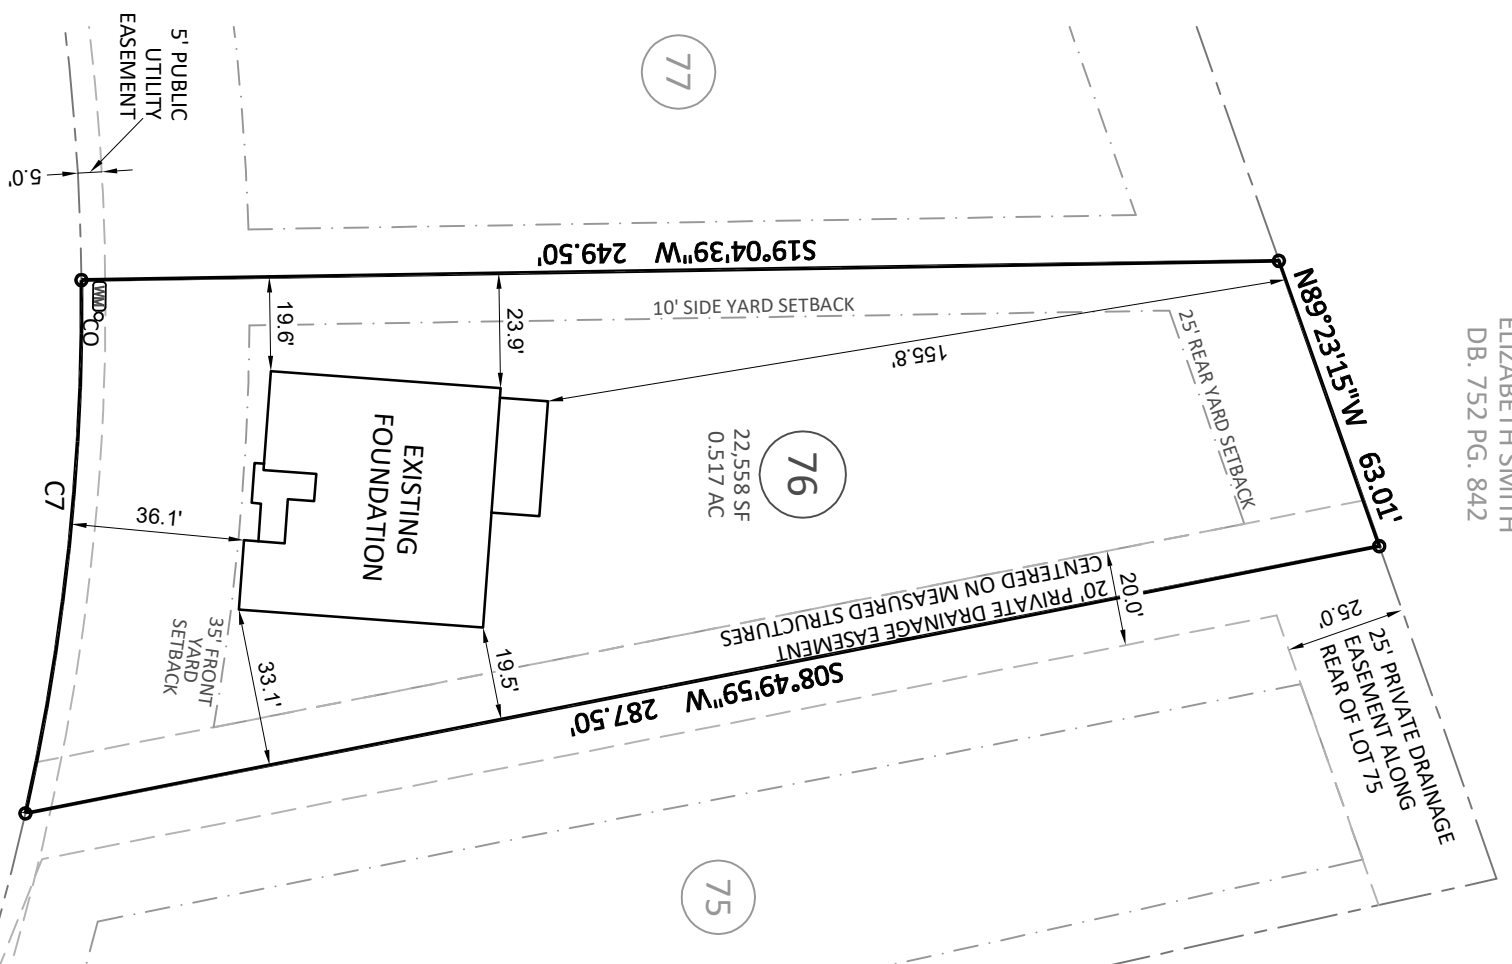 5' PUBLIC
UTILITY
EASEMENT
5.0'
77
S19°04'39"W 249.50'
N89°23'15"W 63.01'
ELIZABETH SMITH
DB. 752 PG. 842
WM
CO
19.6'
23.9'
10' SIDE YARD SETBACK
155.8'
25' REAR YARD SETBACK
EXISTING
FOUNDATION
76
22,558 SF
0.517 AC
C7
36.1'
35' FRONT
YARD
SETBACK
33.1'
19.5'
20' PRIVATE DRAINAGE EASEMENT
CENTERED ON MEASURED STRUCTURES
20.0'
S08°49'59"W 287.50'
25.0'
25' PRIVATE DRAINAGE
EASEMENT ALONG
REAR OF LOT 75
75